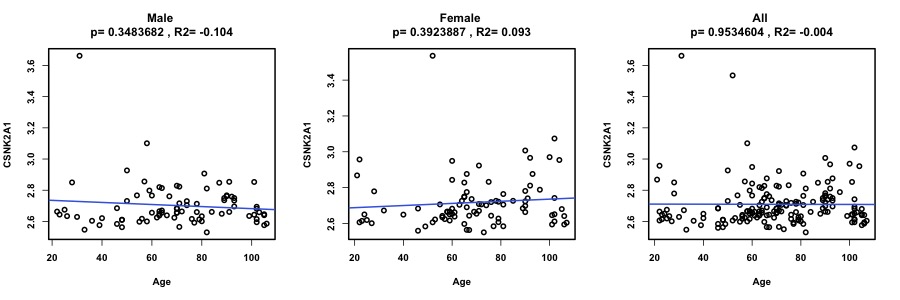 Male
p= 0.3483682 , R2= -0.104
CSNK2A1
3.6
3.4
3.2
3.0
2.8
2.6
20 40 60 80 100
Age
Female
p= 0.3923887 , R2= 0.093
CSNK2A1
3.4
3.2
3.0
2.8
2.6
20 40 60 80 100
Age
All
p= 0.9534604 , R2= -0.004
CSNK2A1
3.6
3.4
3.2
3.0
2.8
2.6
20 40 60 80 100
Age